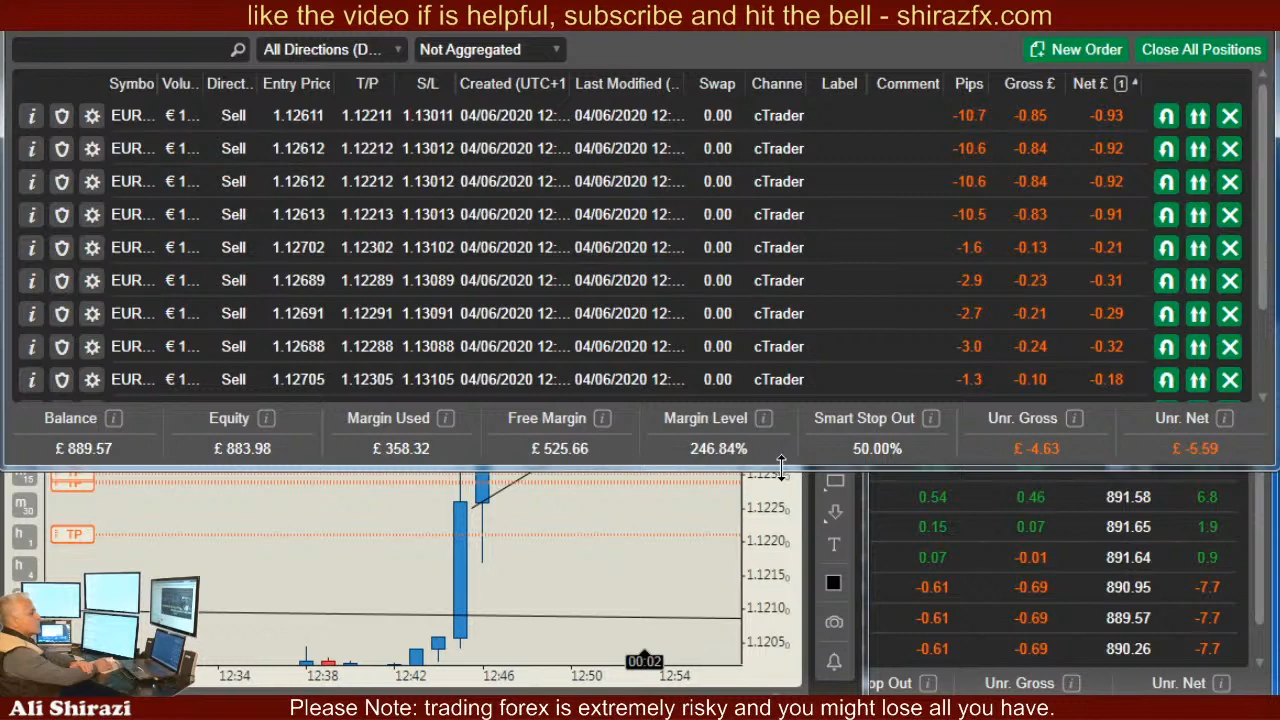 like the video if is helpful, subscribe and hit the bell - shirazfx.com
All Directions (D... Not Aggregated New Order Close All Positions
Symbo Volu.. Direct.. Entry Price T/P S/L Created (UTC+1 Last Modified (.. Swap Channe Label Comment Pips Gross £ Net £ 1
EUR... € 1... Sell 1.12611 1.12211 1.13011 04/06/2020 12:... 04/06/2020 12:... 0.00 cTrader -10.7 -0.85 -0.93
EUR... € 1... Sell 1.12612 1.12212 1.13012 04/06/2020 12:... 04/06/2020 12:... 0.00 cTrader -10.6 -0.84 -0.92
EUR... € 1... Sell 1.12612 1.12212 1.13012 04/06/2020 12:... 04/06/2020 12:... 0.00 cTrader -10.6 -0.84 -0.92
EUR... € 1... Sell 1.12613 1.12213 1.13013 04/06/2020 12:... 04/06/2020 12:... 0.00 cTrader -10.5 -0.83 -0.91
EUR... € 1... Sell 1.12702 1.12302 1.13102 04/06/2020 12:... 04/06/2020 12:... 0.00 cTrader -1.6 -0.13 -0.21
EUR... € 1... Sell 1.12689 1.12289 1.13089 04/06/2020 12:... 04/06/2020 12:... 0.00 cTrader -2.9 -0.23 -0.31
EUR... € 1... Sell 1.12691 1.12291 1.13091 04/06/2020 12:... 04/06/2020 12:... 0.00 cTrader -2.7 -0.21 -0.29
EUR... € 1... Sell 1.12688 1.12288 1.13088 04/06/2020 12:... 04/06/2020 12:... 0.00 cTrader -3.0 -0.24 -0.32
EUR... € 1... Sell 1.12705 1.12305 1.13105 04/06/2020 12:... 04/06/2020 12:... 0.00 cTrader -1.3 -0.10 -0.18
Balance Equity Margin Used Free Margin Margin Level Smart Stop Out Unr. Gross Unr. Net
£ 889.57 £ 883.98 £ 358.32 £ 525.66 246.84% 50.00% £ -4.63 £ -5.59
15
m 30
h 1
h 4
TP
1.12250
1.12200
1.12150
1.12100
1.12050
12:34 12:38 12:42 12:46 12:50 12:54
00:02
T
0.54 0.46 891.58 6.8
0.15 0.07 891.65 1.9
0.07 -0.01 891.64 0.9
-0.61 -0.69 890.95 -7.7
-0.61 -0.69 889.57 -7.7
-0.61 -0.69 890.26 -7.7
op Out Unr. Gross Unr. Net
Ali Shirazi
Please Note: trading forex is extremely risky and you might lose all you have.